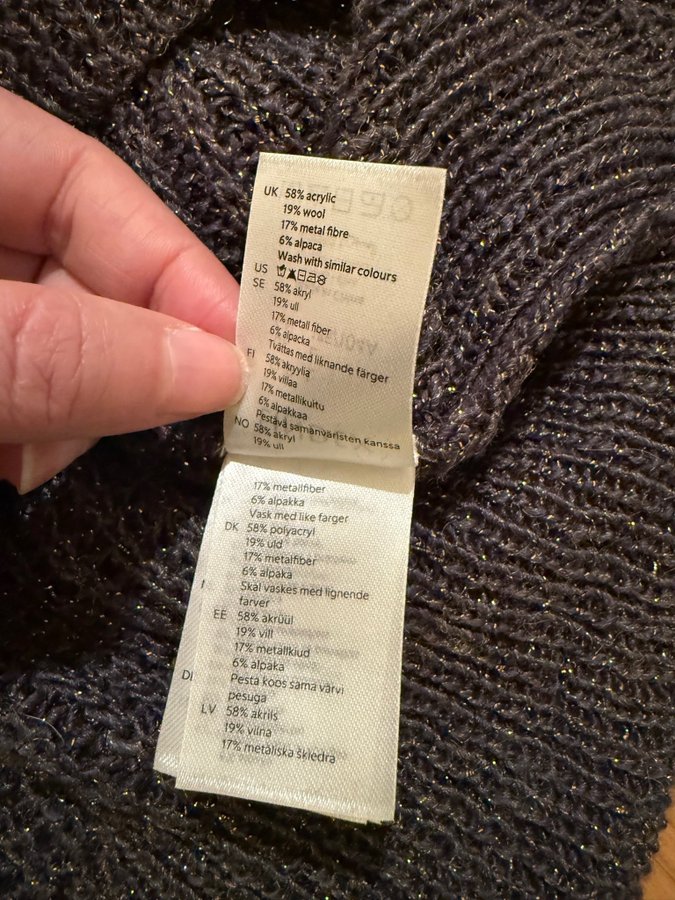 UK 58% acrylic
19% wool
17% metal fibre
6% alpaca
Wash with similar colours
US
SE 58% akryl
19% ull
17% metall fiber
6% alpacka
Tvättas med liknande färger
FI 58% akryylia
19% villaa
17% metallikuitu
6% alpakkaa
Pestävä samanväristen kanssa
NO 58% akryl
19% ull
17% metallfiber
6% alpakka
Vask med like farger
DK 58% polyacryl
19% uld
17% metalfiber
6% alpaka
Skal vaskes med lignende
farver
EE 58% akrüül
19% vill
17% metallkiud
6% alpaka
Pesta koos sama värvi
pesuga
LV 58% akrils
19% vilna
17% metāliska šķiedra